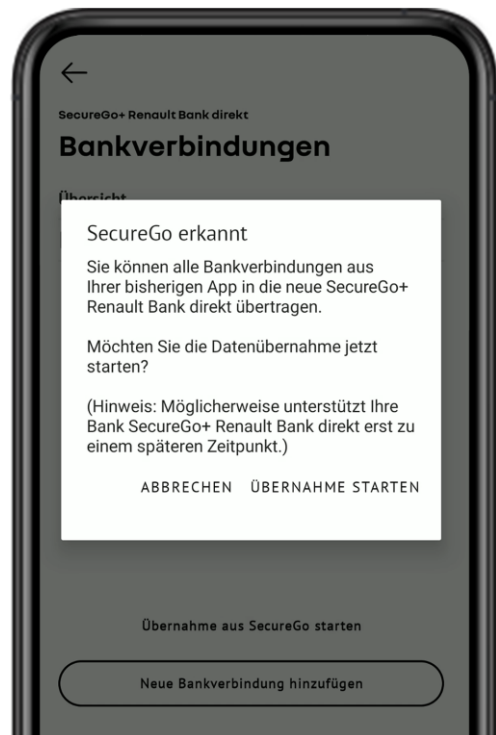 SecureGo+ Renault Bank direkt
Bankverbindungen
Übersicht
SecureGo erkannt
Sie können alle Bankverbindungen aus
Ihrer bisherigen App in die neue SecureGo+
Renault Bank direkt übertragen.
Möchten Sie die Datenübernahme jetzt
starten?
(Hinweis: Möglicherweise unterstützt Ihre
Bank SecureGo+ Renault Bank direkt erst zu
einem späteren Zeitpunkt.)
ABBRECHEN ÜBERNAHME STARTEN
Übernahme aus SecureGo starten
Neue Bankverbindung hinzufügen